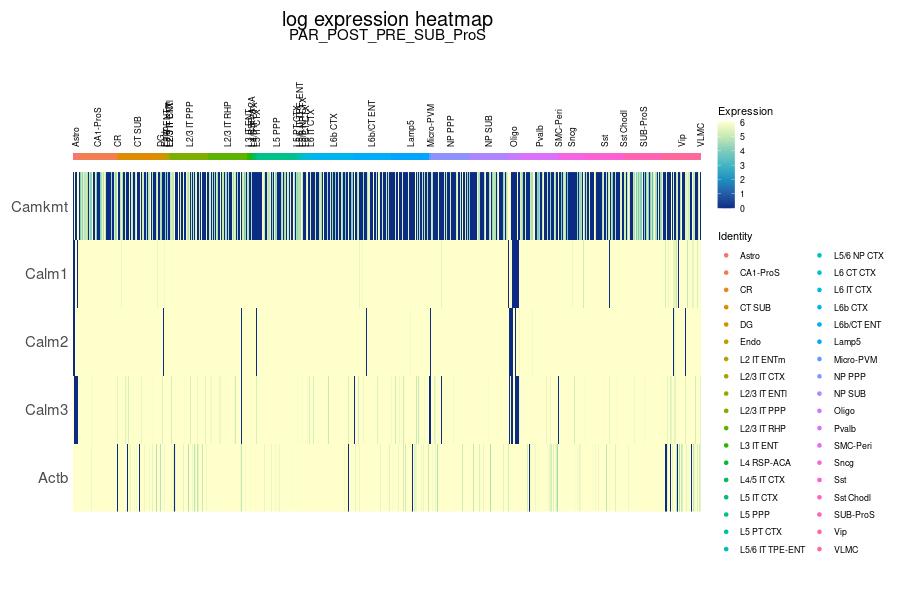 log expression heatmap
PAR_POST_PRE_SUB_ProS
Astro
CA1-ProS
CR
CT SUB
L2/3 IT PPP
L2/3 IT RHP
L5 PPP
L6 IT CTX
L6b CTX
L6b/CT ENT
Lamp5
Micro-PVM
NP PPP
NP SUB
Oligo
Pvalb
SMC-Peri
Sncg
Sst
Sst Chodl
SUB-ProS
Vip
VLMC
Camkmt
Calm1
Calm2
Calm3
Actb
Expression
6
5
4
3
2
1
0
Identity
Astro
CA1-ProS
CR
CT SUB
DG
Endo
L2 IT ENTm
L2/3 IT CTX
L2/3 IT ENTl
L2/3 IT PPP
L2/3 IT RHP
L3 IT ENT
L4 RSP-ACA
L4/5 IT CTX
L5 IT CTX
L5 PPP
L5 PT CTX
L5/6 IT TPE-ENT
L5/6 NP CTX
L6 CT CTX
L6 IT CTX
L6b CTX
L6b/CT ENT
Lamp5
Micro-PVM
NP PPP
NP SUB
Oligo
Pvalb
SMC-Peri
Sncg
Sst
Sst Chodl
SUB-ProS
Vip
VLMC